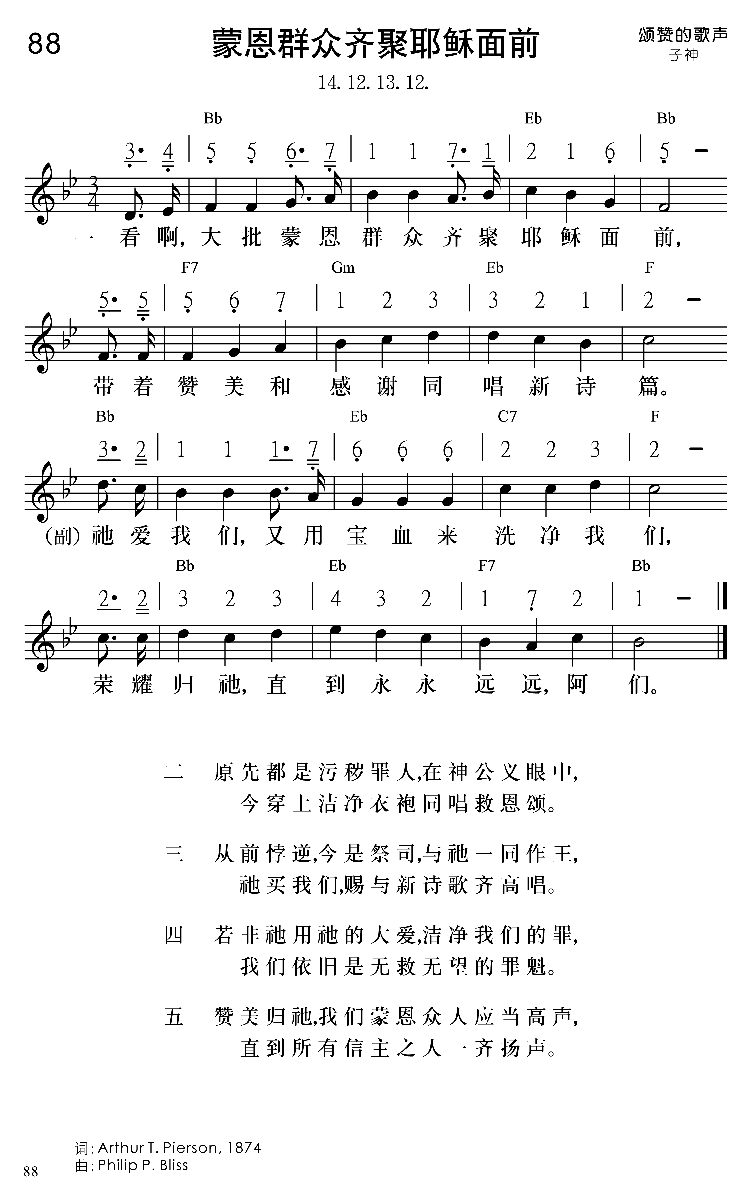 88 蒙恩群众齐聚耶稣面前 颂赞的歌声
子神
14. 12. 13. 12.
Bb Eb Bb
3· 4 | 5 5 6· 7 | 1 1 7· 1 | 2 1 6 | 5 –
3 4
一 看啊,大批蒙恩群众齐聚耶稣面前,
F7 Gm Eb F
5· 5 | 5 6 7 | 1 2 3 | 3 2 1 | 2 –
带着赞美和感谢同唱新诗篇。
Bb Eb C7 F
3· 2 | 1 1 1· 7 | 6 6 6 | 2 2 3 | 2 –
(副) 祂爱我们,又用宝血来洗净我们,
Bb Eb F7 Bb
2· 2 | 3 2 3 | 4 3 2 | 1 7 2 | 1 –
荣耀归祂,直到永永远远,阿们。
二 原先都是污秽罪人,在神公义眼中,
今穿上洁净衣袍同唱救恩颂。
三 从前悖逆,今是祭司,与祂一同作王,
祂买我们,赐与新诗歌齐高唱。
四 若非祂用祂的大爱,洁净我们的罪,
我们依旧是无救无望的罪魁。
五 赞美归祂,我们蒙恩众人应当高声,
直到所有信主之人一齐扬声。
词: Arthur T. Pierson, 1874
曲: Philip P. Bliss
88